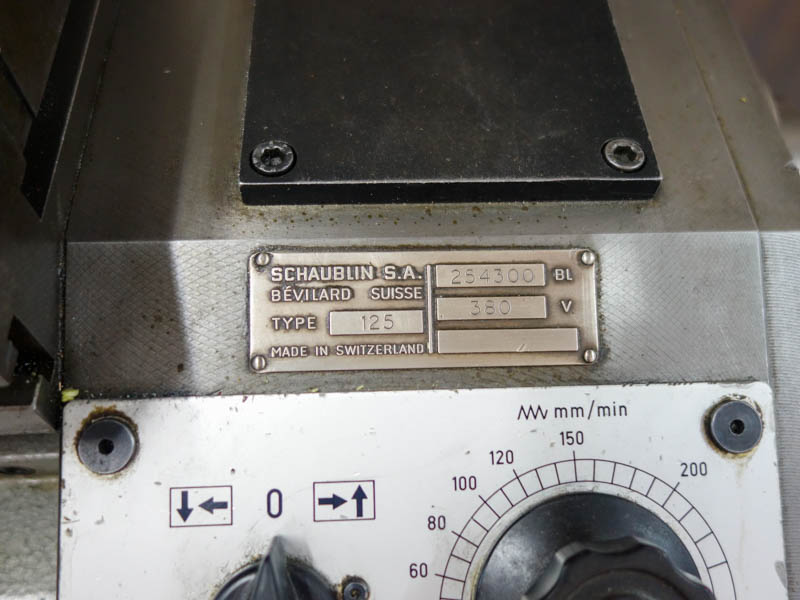 SCHAUBLIN S.A. 254300 BL
BÉVILARD SUISSE 380 V
TYPE 125
MADE IN SWITZERLAND
mm/min
150
120
200
100
80
60
0